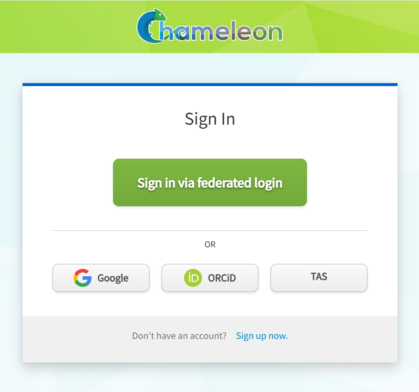 Chameleon
Sign In
Sign in via federated login
OR
Google
iD ORCiD
TAS
Don't have an account? Sign up now.